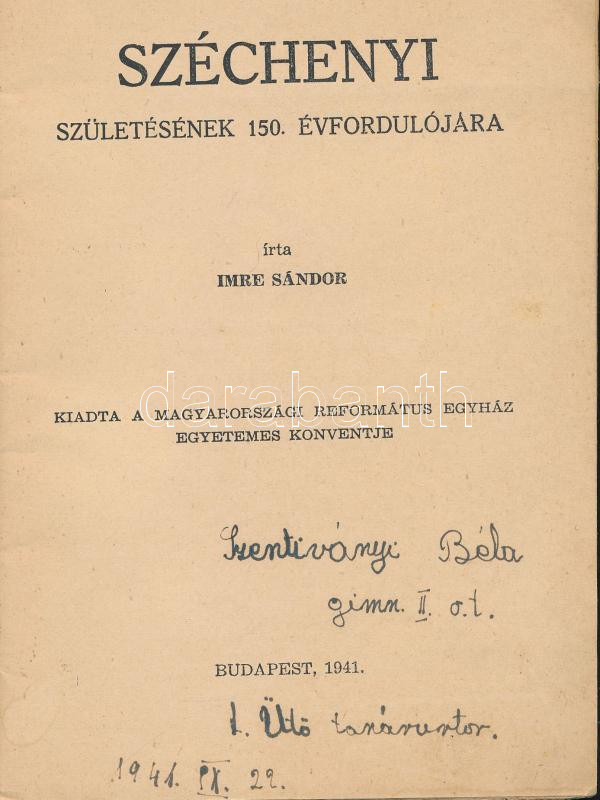 SZÉCHENYI
SZÜLETÉSÉNEK 150. ÉVFORDULÓJÁRA
írta
IMRE SÁNDOR
darabanth
KIADTA A MAGYARORSZÁGI REFORMÁTUS EGYHÁZ
EGYETEMES KONVENTJE
Szentiványi Béla
gimn. II. o.t.
BUDAPEST, 1941.
Ütő
1941. IX. 22.